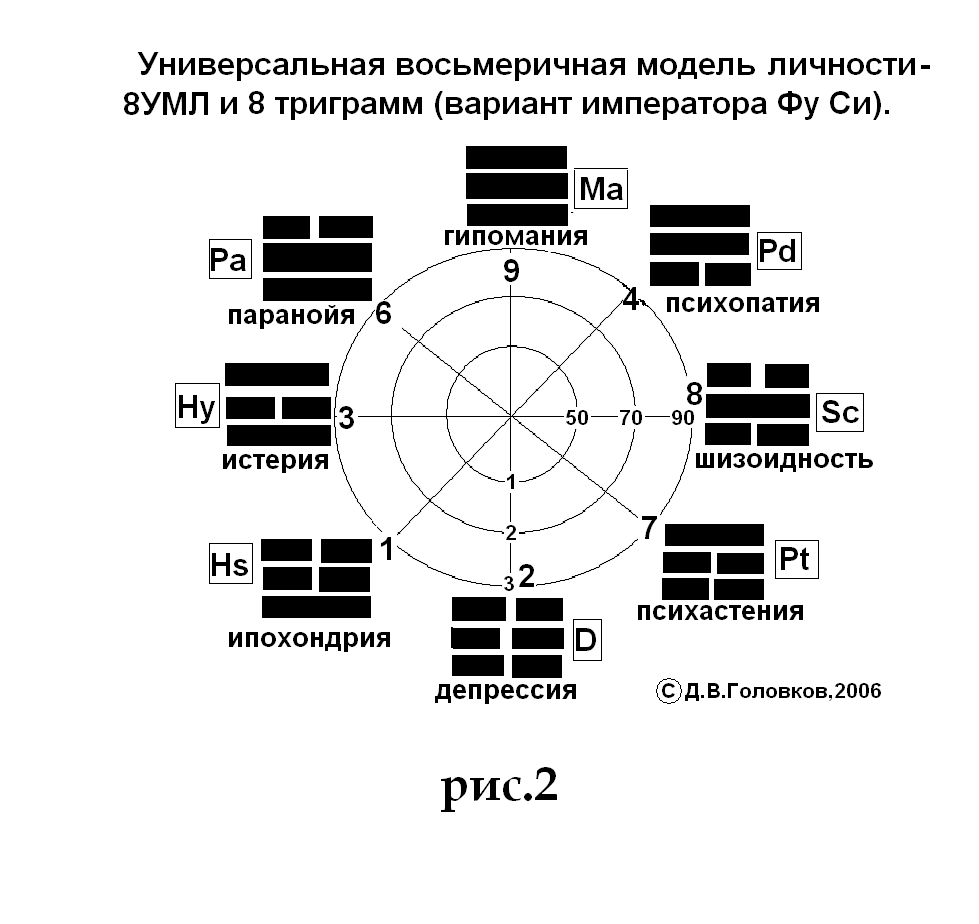 Универсальная восьмеричная модель личности-
8УМЛ и 8 триграмм (вариант императора Фу Си).
Ma
гипомания
9
Pd
4
психопатия
Pa
паранойя
6
Hy
3
истерия
50
70
90
8
Sc
шизоидность
1
2
3
Hs
1
ипохондрия
2
D
депрессия
7
Pt
психастения
© Д.В.Головков,2006
рис.2